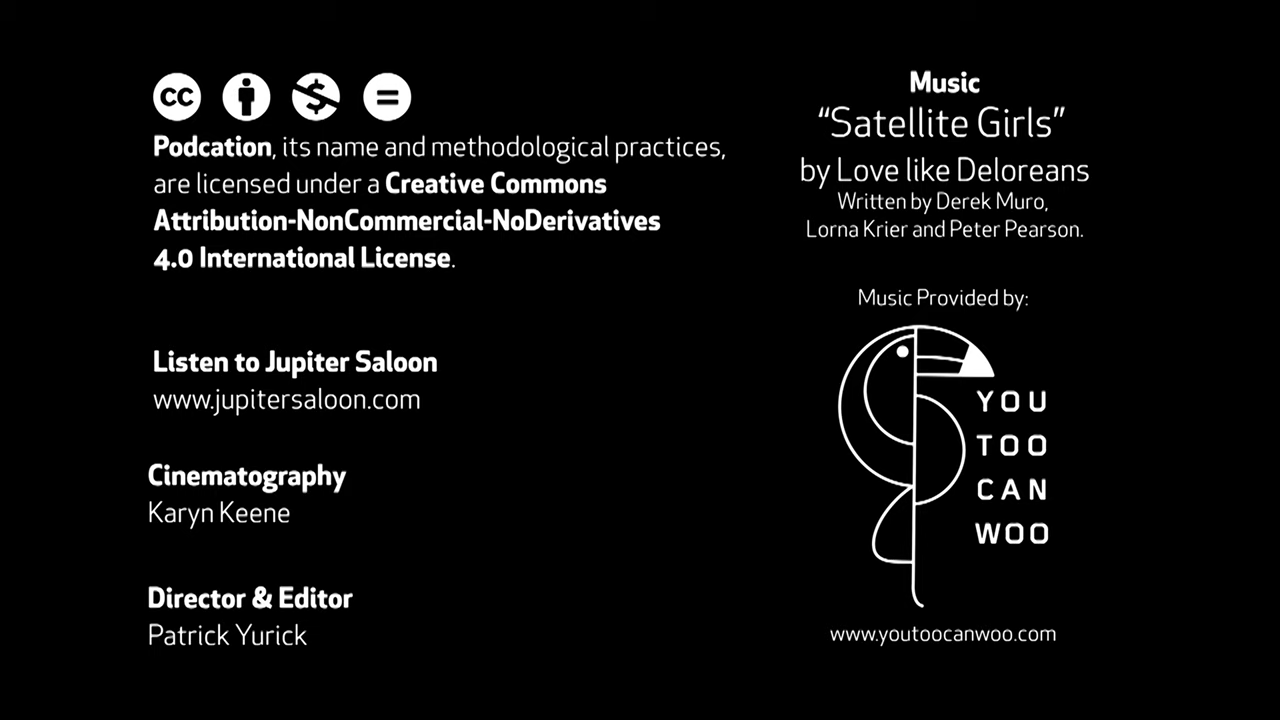 CC
Podcation, its name and methodological practices,
are licensed under a Creative Commons
Attribution-NonCommercial-NoDerivatives
4.0 International License.
Listen to Jupiter Saloon
www.jupitersaloon.com
Cinematography
Karyn Keene
Director & Editor
Patrick Yurick
Music
“Satellite Girls”
by Love like Deloreans
Written by Derek Muro,
Lorna Krier and Peter Pearson.
Music Provided by:
YOU
TOO
CAN
WOO
www.youtoocanwoo.com